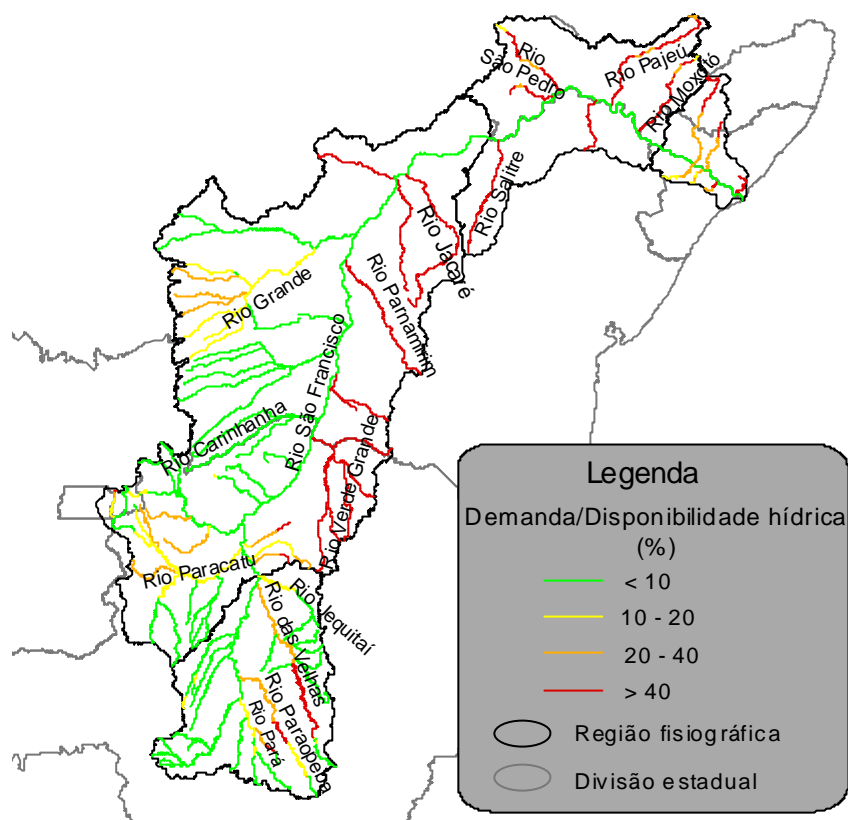 Rio
São Pedro
Rio Pajeú
Rio Moxotó
Rio Salitre
Rio Jacaré
Rio Parnamirim
Rio Grande
Rio São Francisco
Rio Carinhanha
Rio Verde Grande
Rio Paracatu
Rio Jequitaí
Rio das Velhas
Rio Paraopeba
Rio Pará
Legenda
Demanda/Disponibilidade hídrica
(%)
< 10
10 - 20
20 - 40
> 40
Região fisiográfica
Divisão estadual